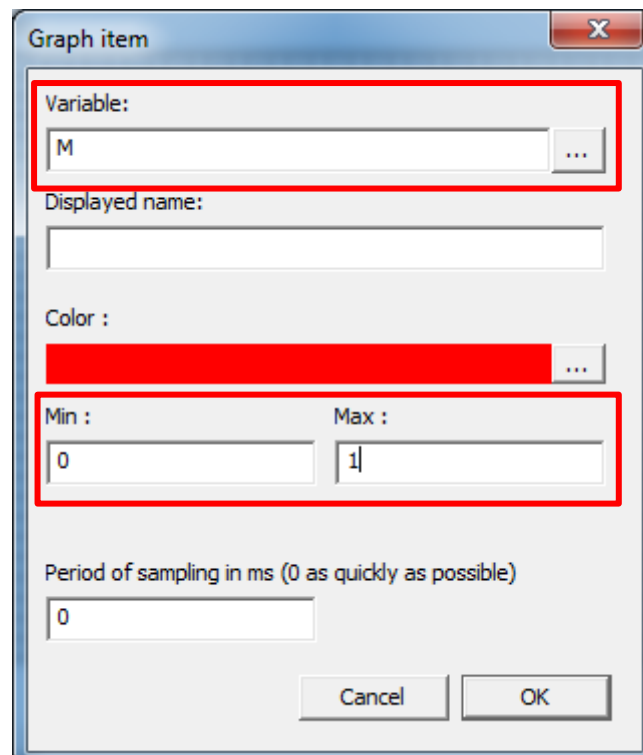 Graph item
Variable:
M
...
Displayed name:
Color :
...
Min :
Max :
0
1
Period of sampling in ms (0 as quickly as possible)
0
Cancel
OK